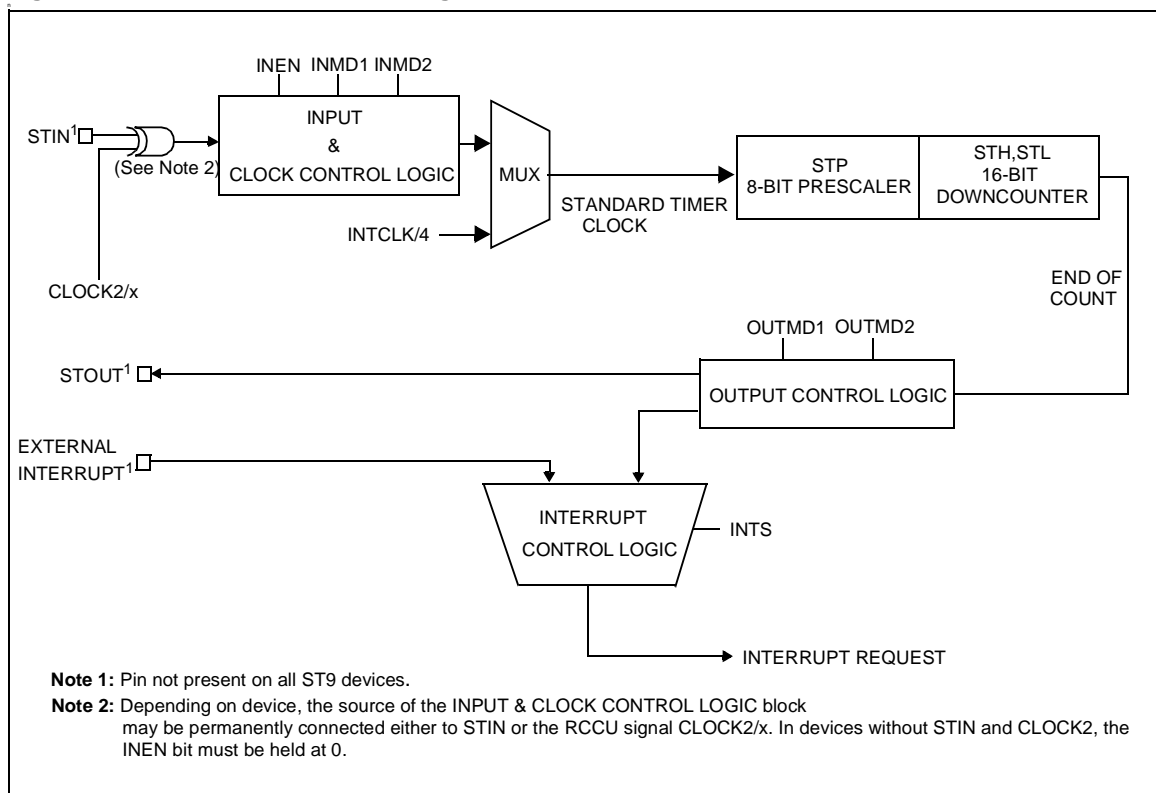 INEN INMD1 INMD2
INPUT
&
CLOCK CONTROL LOGIC
STIN1
(See Note 2)
MUX
INTCLK/4
CLOCK2/x
STANDARD TIMER
CLOCK
STP
8-BIT PRESCALER
STH,STL
16-BIT
DOWNCOUNTER
END OF
COUNT
OUTMD1 OUTMD2
STOUT1
OUTPUT CONTROL LOGIC
EXTERNAL
INTERRUPT1
INTERRUPT
CONTROL LOGIC
INTS
INTERRUPT REQUEST
Note 1: Pin not present on all ST9 devices.
Note 2: Depending on device, the source of the INPUT & CLOCK CONTROL LOGIC block
may be permanently connected either to STIN or the RCCU signal CLOCK2/x. In devices without STIN and CLOCK2, the
INEN bit must be held at 0.